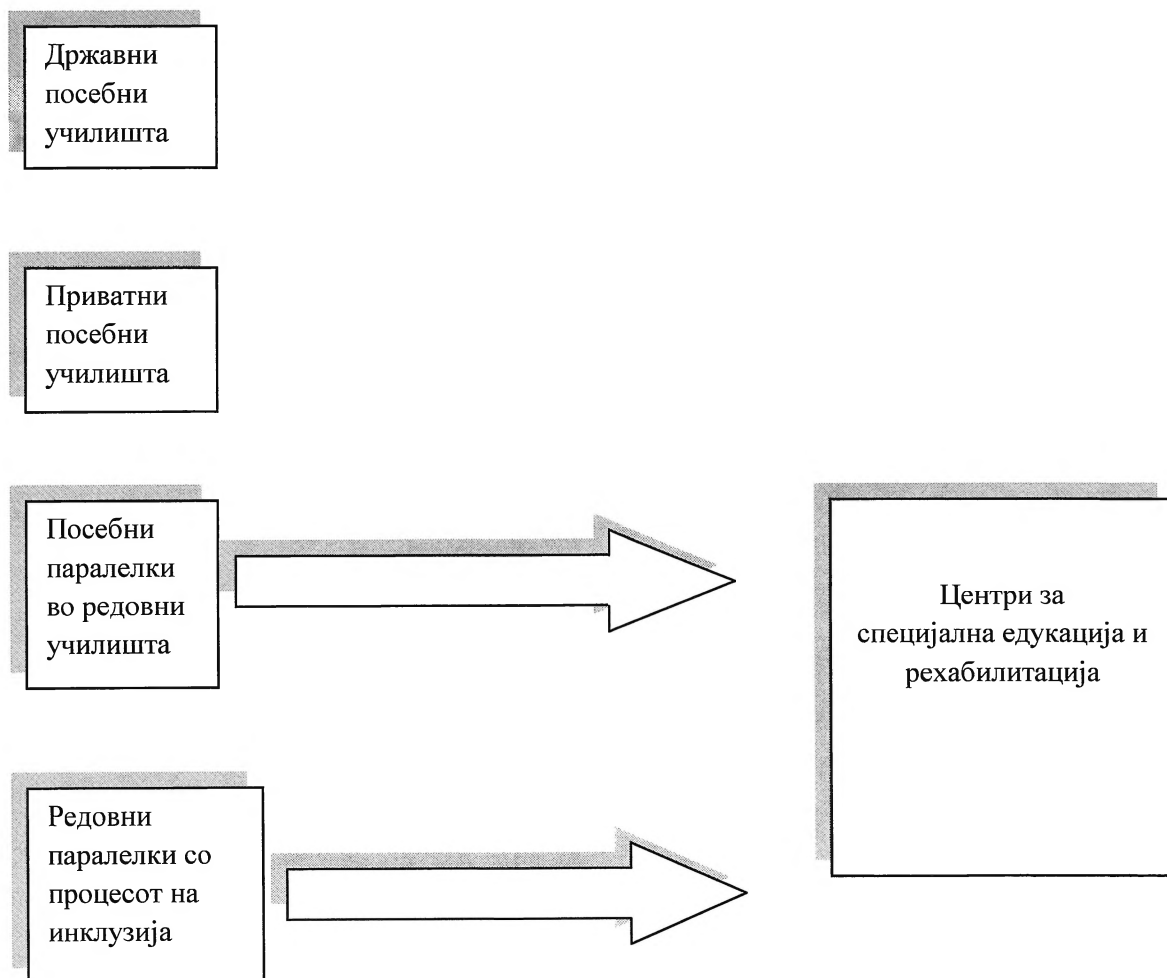 Државни
посебни
училишта
Приватни
посебни
училишта
Посебни
паралелки
во редовни
училишта
Центри за
специјална едукација и
рехабилитација
Редовни
паралелки со
процесот на
инклузија